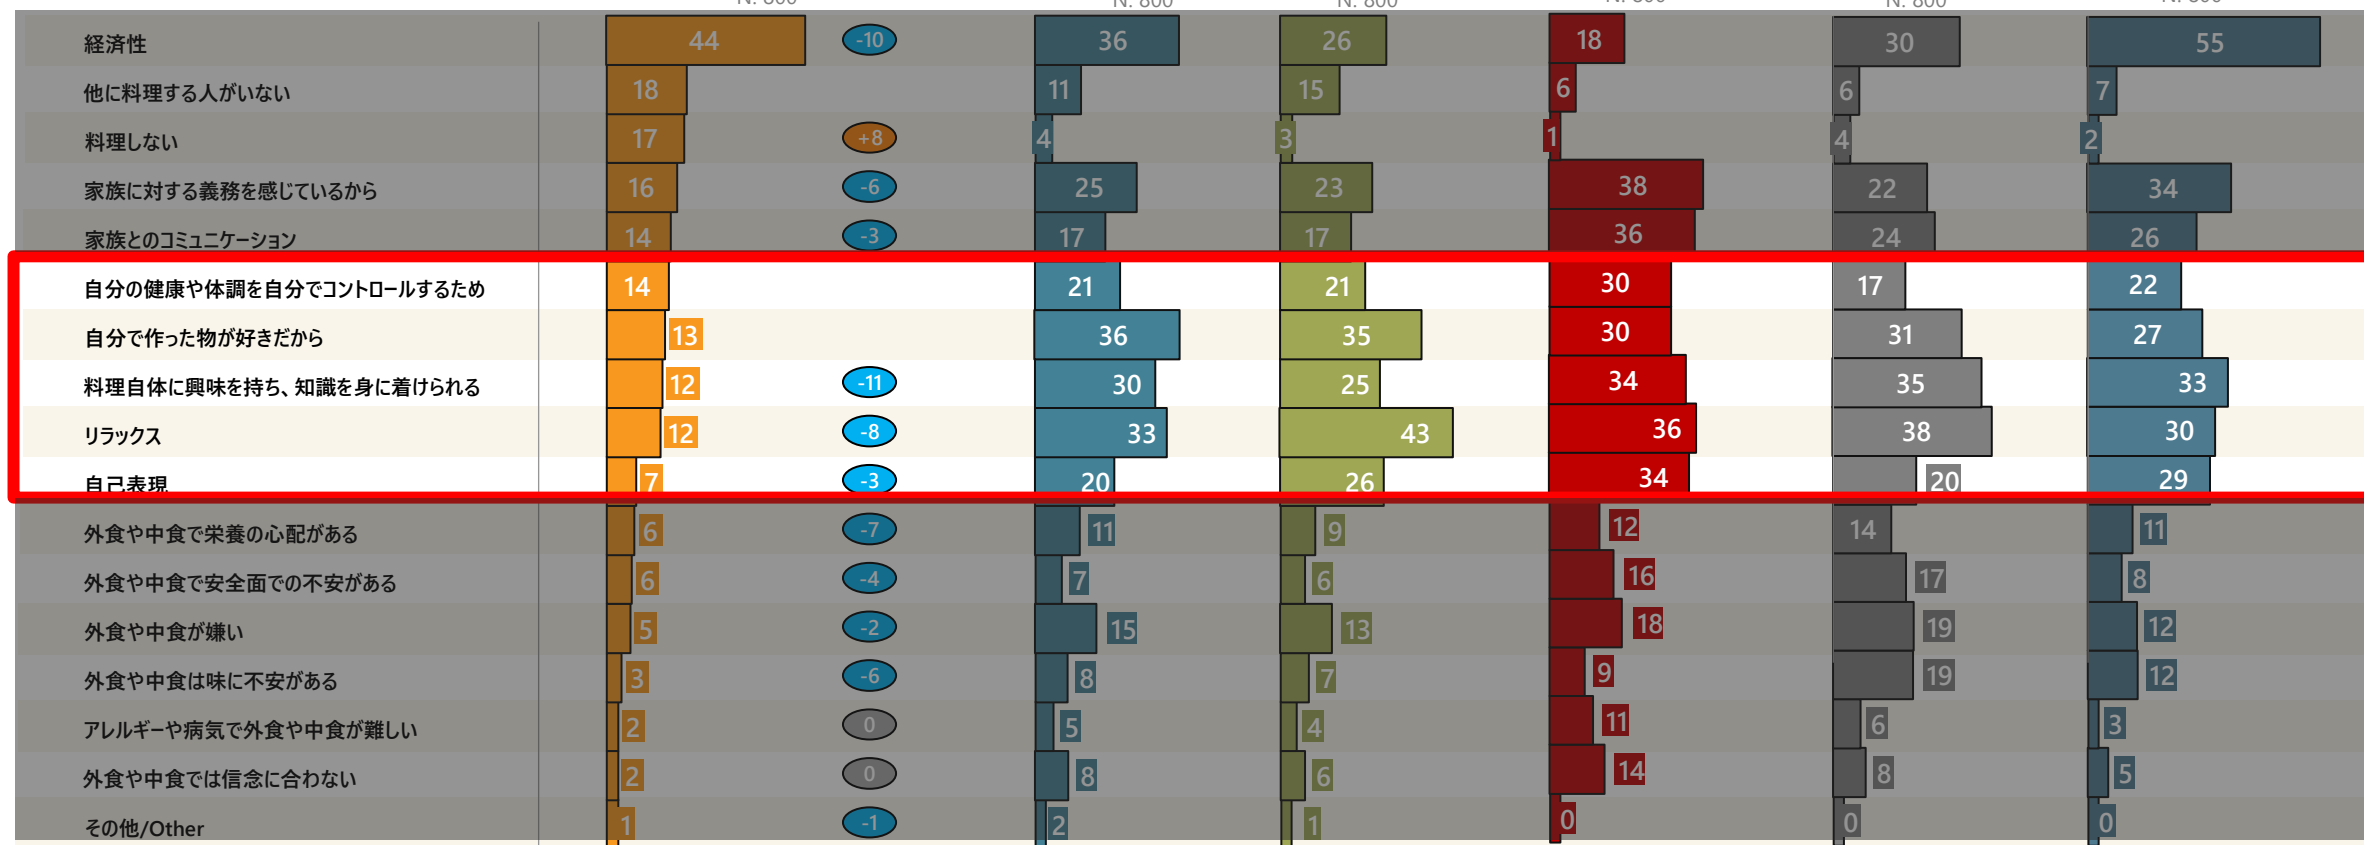 N: 800 N: 800 N: 800 N: 800 N: 800 N: 800
経済性 44 -10 36 26 18 30 55
他に料理する人がいない 18 11 15 6 6 7
料理しない 17 +8 4 3 1 4 2
家族に対する義務を感じているから 16 -6 25 23 38 22 34
家族とのコミュニケーション 14 -3 17 17 36 24 26
自分の健康や体調を自分でコントロールするため 14 21 21 30 17 22
自分で作った物が好きだから 13 36 35 30 31 27
料理自体に興味を持ち、知識を身に着けられる 12 -11 30 25 34 35 33
リラックス 12 -8 33 43 36 38 30
自己表現 7 -3 20 26 34 20 29
外食や中食で栄養の心配がある 6 -7 11 9 12 14 11
外食や中食で安全面での不安がある 6 -4 7 6 16 17 8
外食や中食が嫌い 5 -2 15 13 18 19 12
外食や中食は味に不安がある 3 -6 8 7 9 19 12
アレルギーや病気で外食や中食が難しい 2 0 5 4 11 6 3
外食や中食では信念に合わない 2 0 8 6 14 8 5
その他/Other 1 -1 2 1 0 0 0